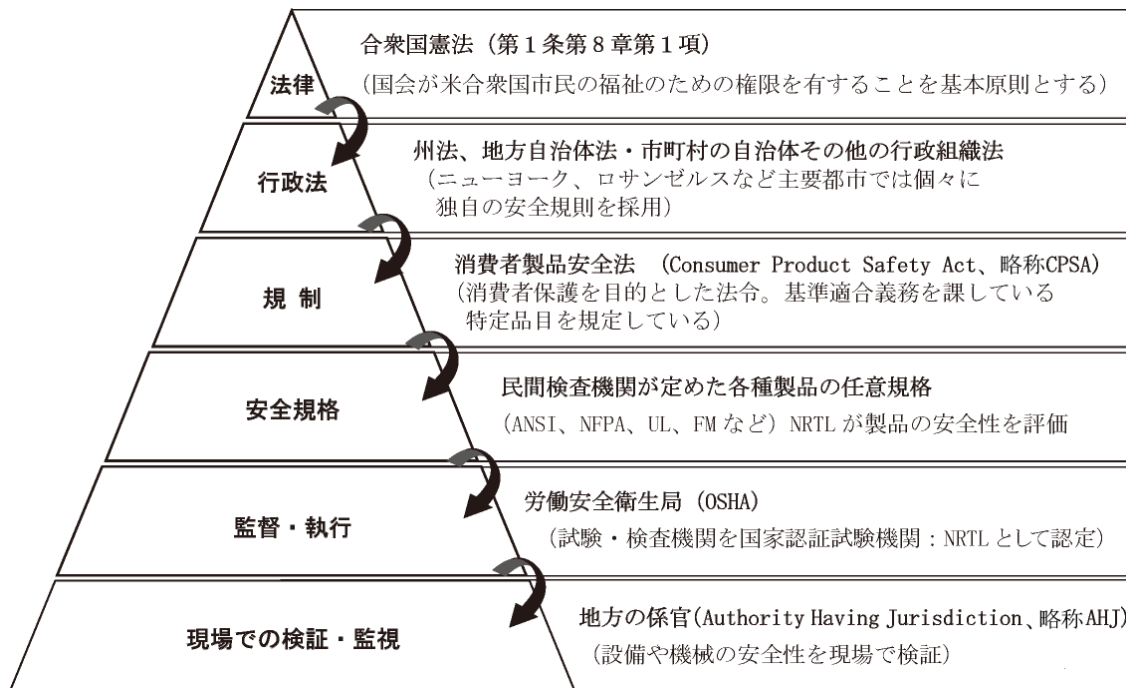 合衆国憲法（第１条第８章第１項）
法律
（国会が米合衆国市民の福祉のための権限を有することを基本原則とする）
州法、地方自治体法・市町村の自治体その他の行政組織法
行政法
（ニューヨーク、ロサンゼルスなど主要都市では個々に
独自の安全規則を採用）
消費者製品安全法　(Consumer Product Safety Act、略称CPSA)
規 制
（消費者保護を目的とした法令。基準適合義務を課している
特定品目を規定している）
民間検査機関が定めた各種製品の任意規格
安全規格
（ANSI、NFPA、UL、FM など）NRTL が製品の安全性を評価
労働安全衛生局（OSHA）
監督・執行
（試験・検査機関を国家認証試験機関：NRTL として認定）
地方の係官(Authority Having Jurisdiction、略称AHJ)
現場での検証・監視
（設備や機械の安全性を現場で検証）